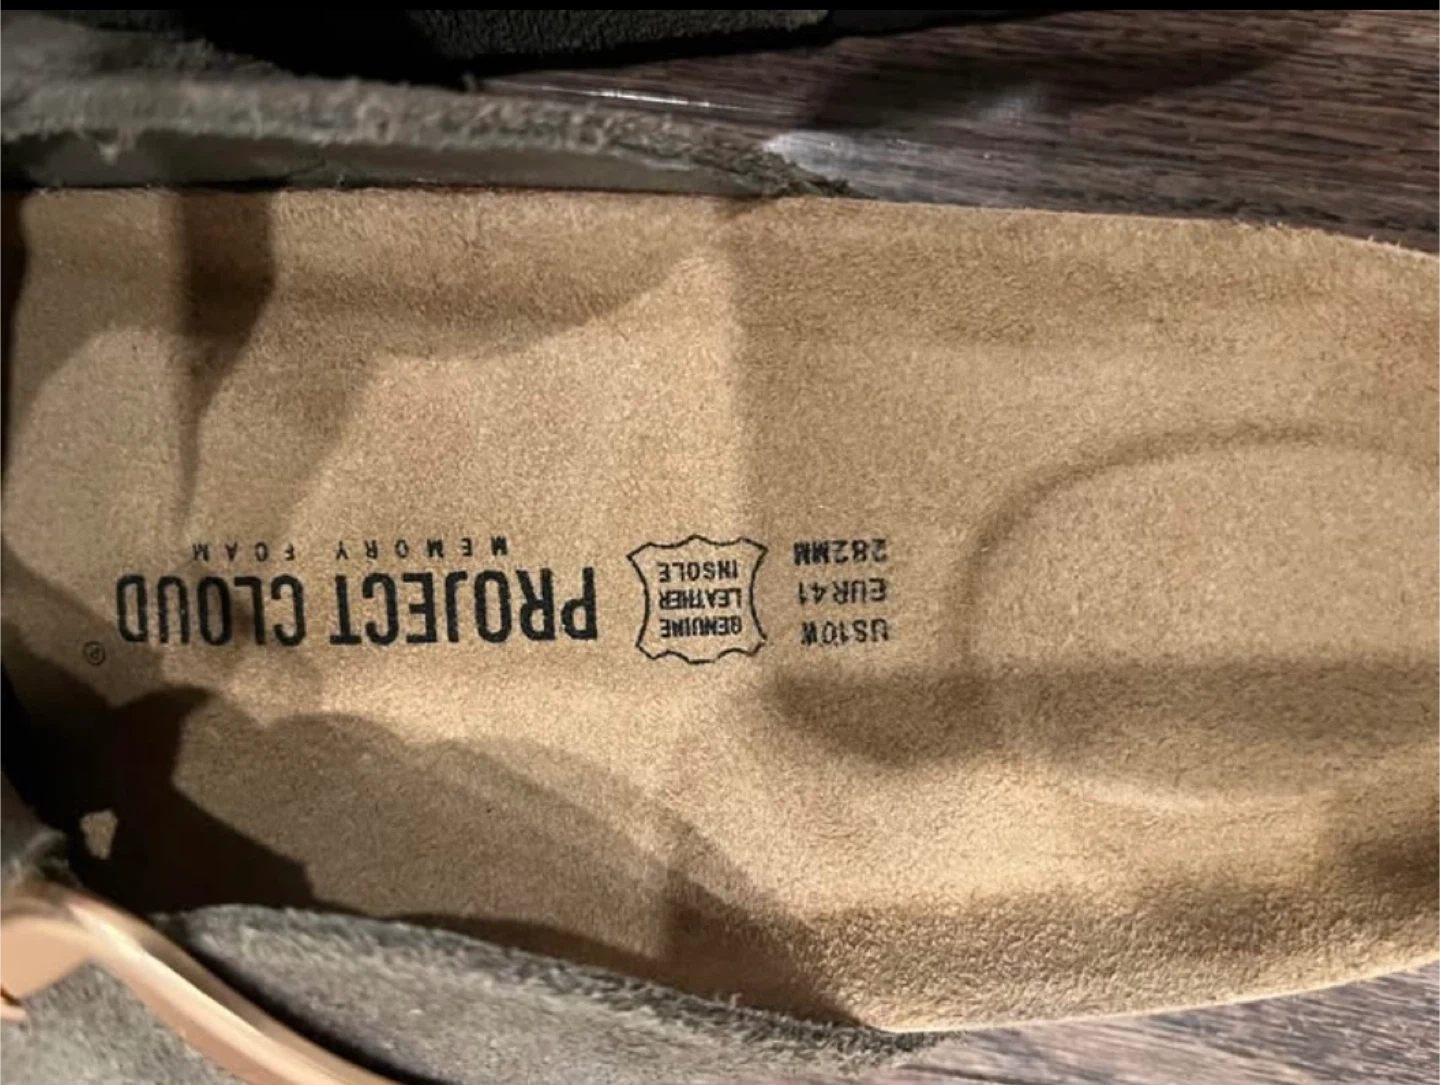 US10W
EUR41
282MM
GENUINE
LEATHER
INSOLE
PROJECT CLOUD®
MEMORY FOAM